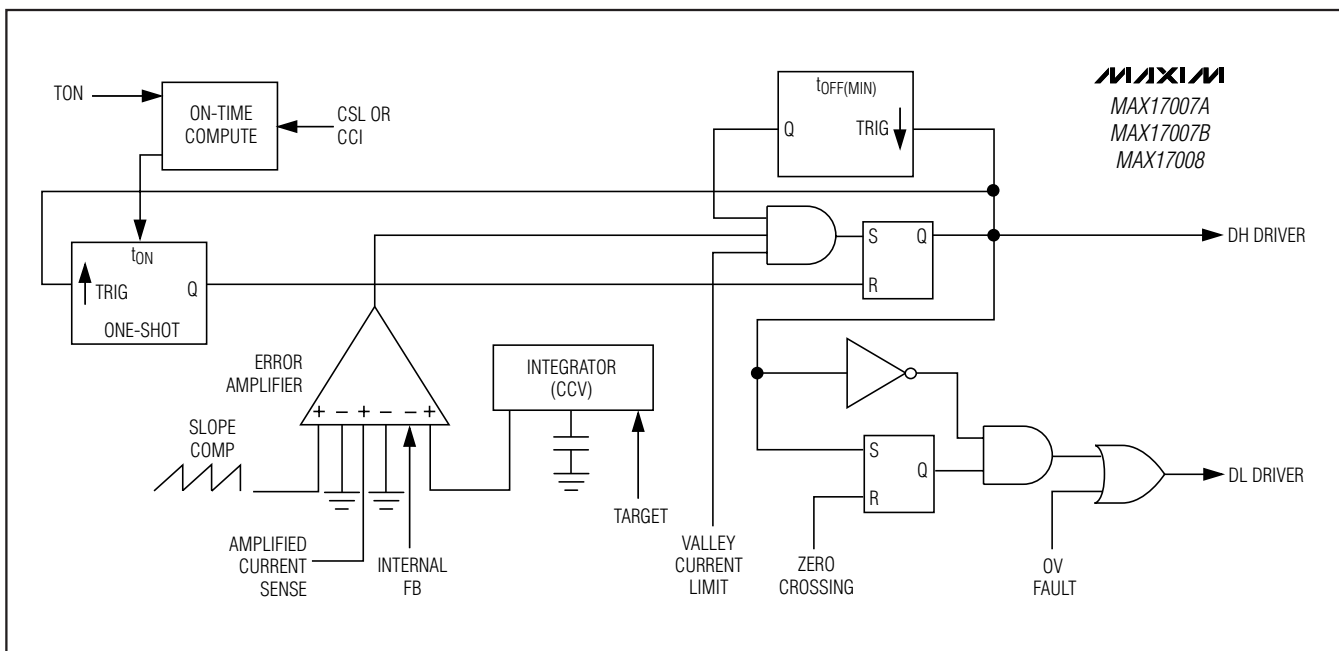 TON
ON-TIME
COMPUTE
CSL OR
CCI
tOFF(MIN)
Q
TRIG
MAXIM
MAX17007A
MAX17007B
MAX17008
tON
TRIG
Q
ONE-SHOT
S
Q
R
DH DRIVER
ERROR
AMPLIFIER
+ – + – – +
INTEGRATOR
(CCV)
SLOPE
COMP
AMPLIFIED
CURRENT
SENSE
INTERNAL
FB
TARGET
VALLEY
CURRENT
LIMIT
S
Q
R
ZERO
CROSSING
OV
FAULT
DL DRIVER